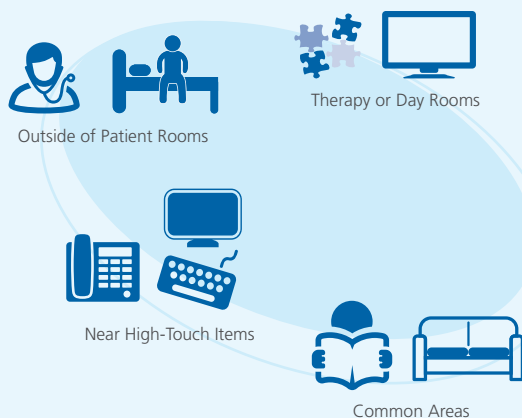 Therapy or Day Rooms
Outside of Patient Rooms
Near High-Touch Items
Common Areas